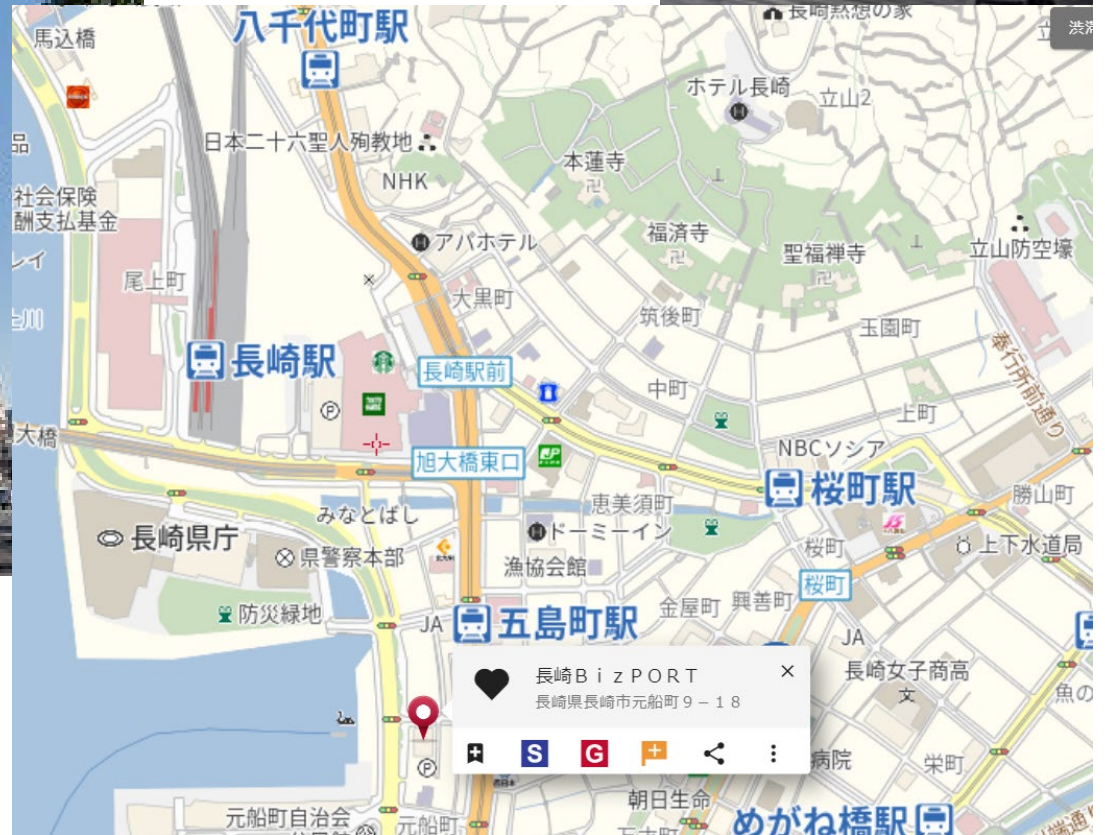 八千代町駅
長崎黙想の家
馬込橋
ホテル長崎
立山2
日本二十六聖人殉教地
本蓮寺
NHK
社会保険
酬支払基金
アパホテル
福済寺
聖福禅寺
立山防空壕
尾上町
大黒町
筑後町
玉園町
奉行所前通り
長崎駅
長崎駅前
中町
上町
大橋
旭大橋東口
NBCソシア
桜町駅
勝山町
恵美須町
みなとばし
長崎県庁
県警察本部
ドーミーイン
漁協会館
桜町
上下水道局
桜町
防災緑地
JA
五島町駅
金屋町
興善町
JA
長崎女子商高
長崎BizPORT
長崎県長崎市元船町9-18
S
G
P
病院
栄町
朝日生命
元船町自治会
元船町
めがね橋駅